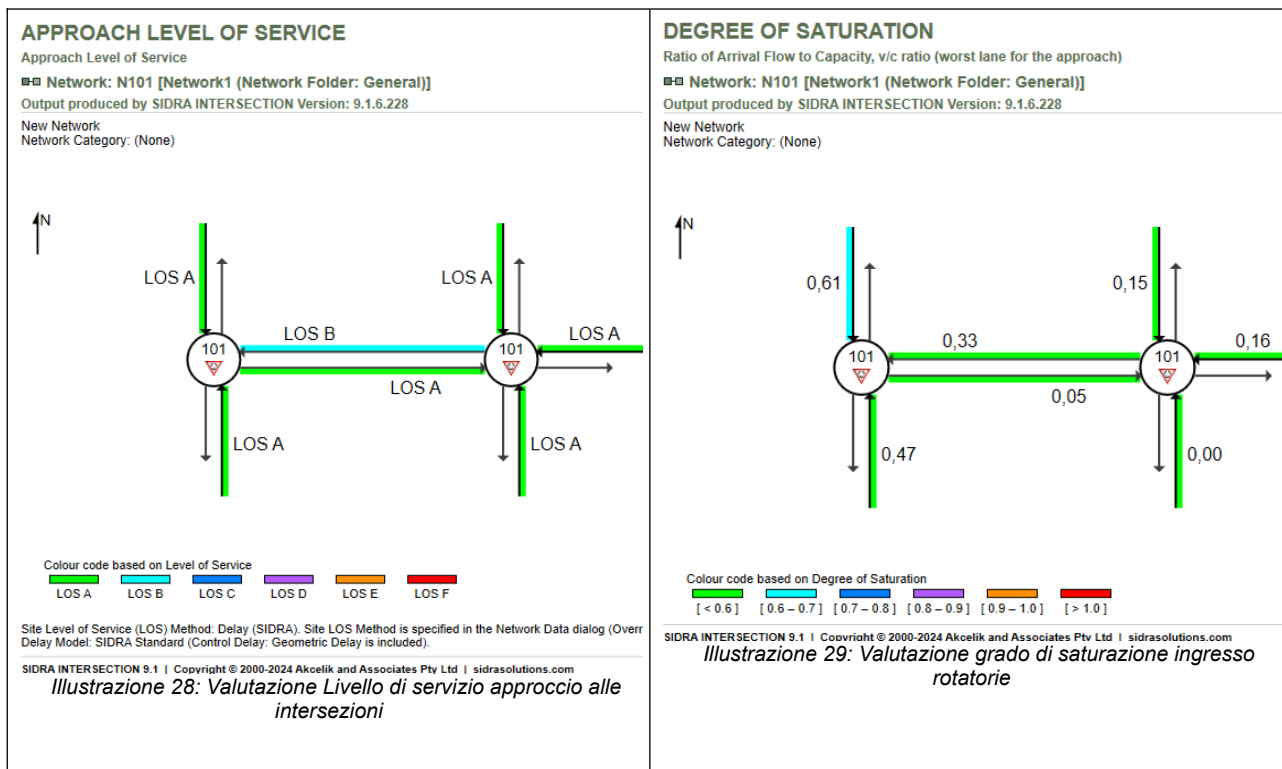 APPROACH LEVEL OF SERVICE
Approach Level of Service
Network: N101 [Network1 (Network Folder: General)]
Output produced by SIDRA INTERSECTION Version: 9.1.6.228
New Network
Network Category: (None)
N
LOS A
LOS A
LOS B
LOS A
101
101
LOS A
LOS A
LOS A
Colour code based on Level of Service
LOS A LOS B LOS C LOS D LOS E LOS F
Site Level of Service (LOS) Method: Delay (SIDRA). Site LOS Method is specified in the Network Data dialog (Overr
Delay Model: SIDRA Standard (Control Delay: Geometric Delay is included).
SIDRA INTERSECTION 9.1 | Copyright © 2000-2024 Akcelik and Associates Pty Ltd | sidrasolutions.com
Illustrazione 28: Valutazione Livello di servizio approccio alle
intersezioni
DEGREE OF SATURATION
Ratio of Arrival Flow to Capacity, v/c ratio (worst lane for the approach)
Network: N101 [Network1 (Network Folder: General)]
Output produced by SIDRA INTERSECTION Version: 9.1.6.228
New Network
Network Category: (None)
N
0,61
0,15
0,33
0,16
101
101
0,05
0,47
0,00
Colour code based on Degree of Saturation
[ < 0.6 ] [ 0.6 – 0.7 ] [ 0.7 – 0.8 ] [ 0.8 – 0.9 ] [ 0.9 – 1.0 ] [ > 1.0 ]
SIDRA INTERSECTION 9.1 | Copyright © 2000-2024 Akcelik and Associates Pty Ltd | sidrasolutions.com
Illustrazione 29: Valutazione grado di saturazione ingresso
rotatorie